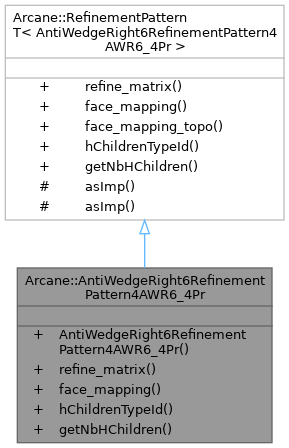 Arcane::RefinementPattern
T< AntiWedgeRight6RefinementPattern4
AWR6_4Pr >
+ refine_matrix()
+ face_mapping()
+ face_mapping_topo()
+ hChildrenTypeId()
+ getNbHChildren()
# asImp()
# asImp()
Arcane::AntiWedgeRight6Refinement
Pattern4AWR6_4Pr
+ AntiWedgeRight6Refinement
Pattern4AWR6_4Pr()
+ refine_matrix()
+ face_mapping()
+ hChildrenTypeId()
+ getNbHChildren()